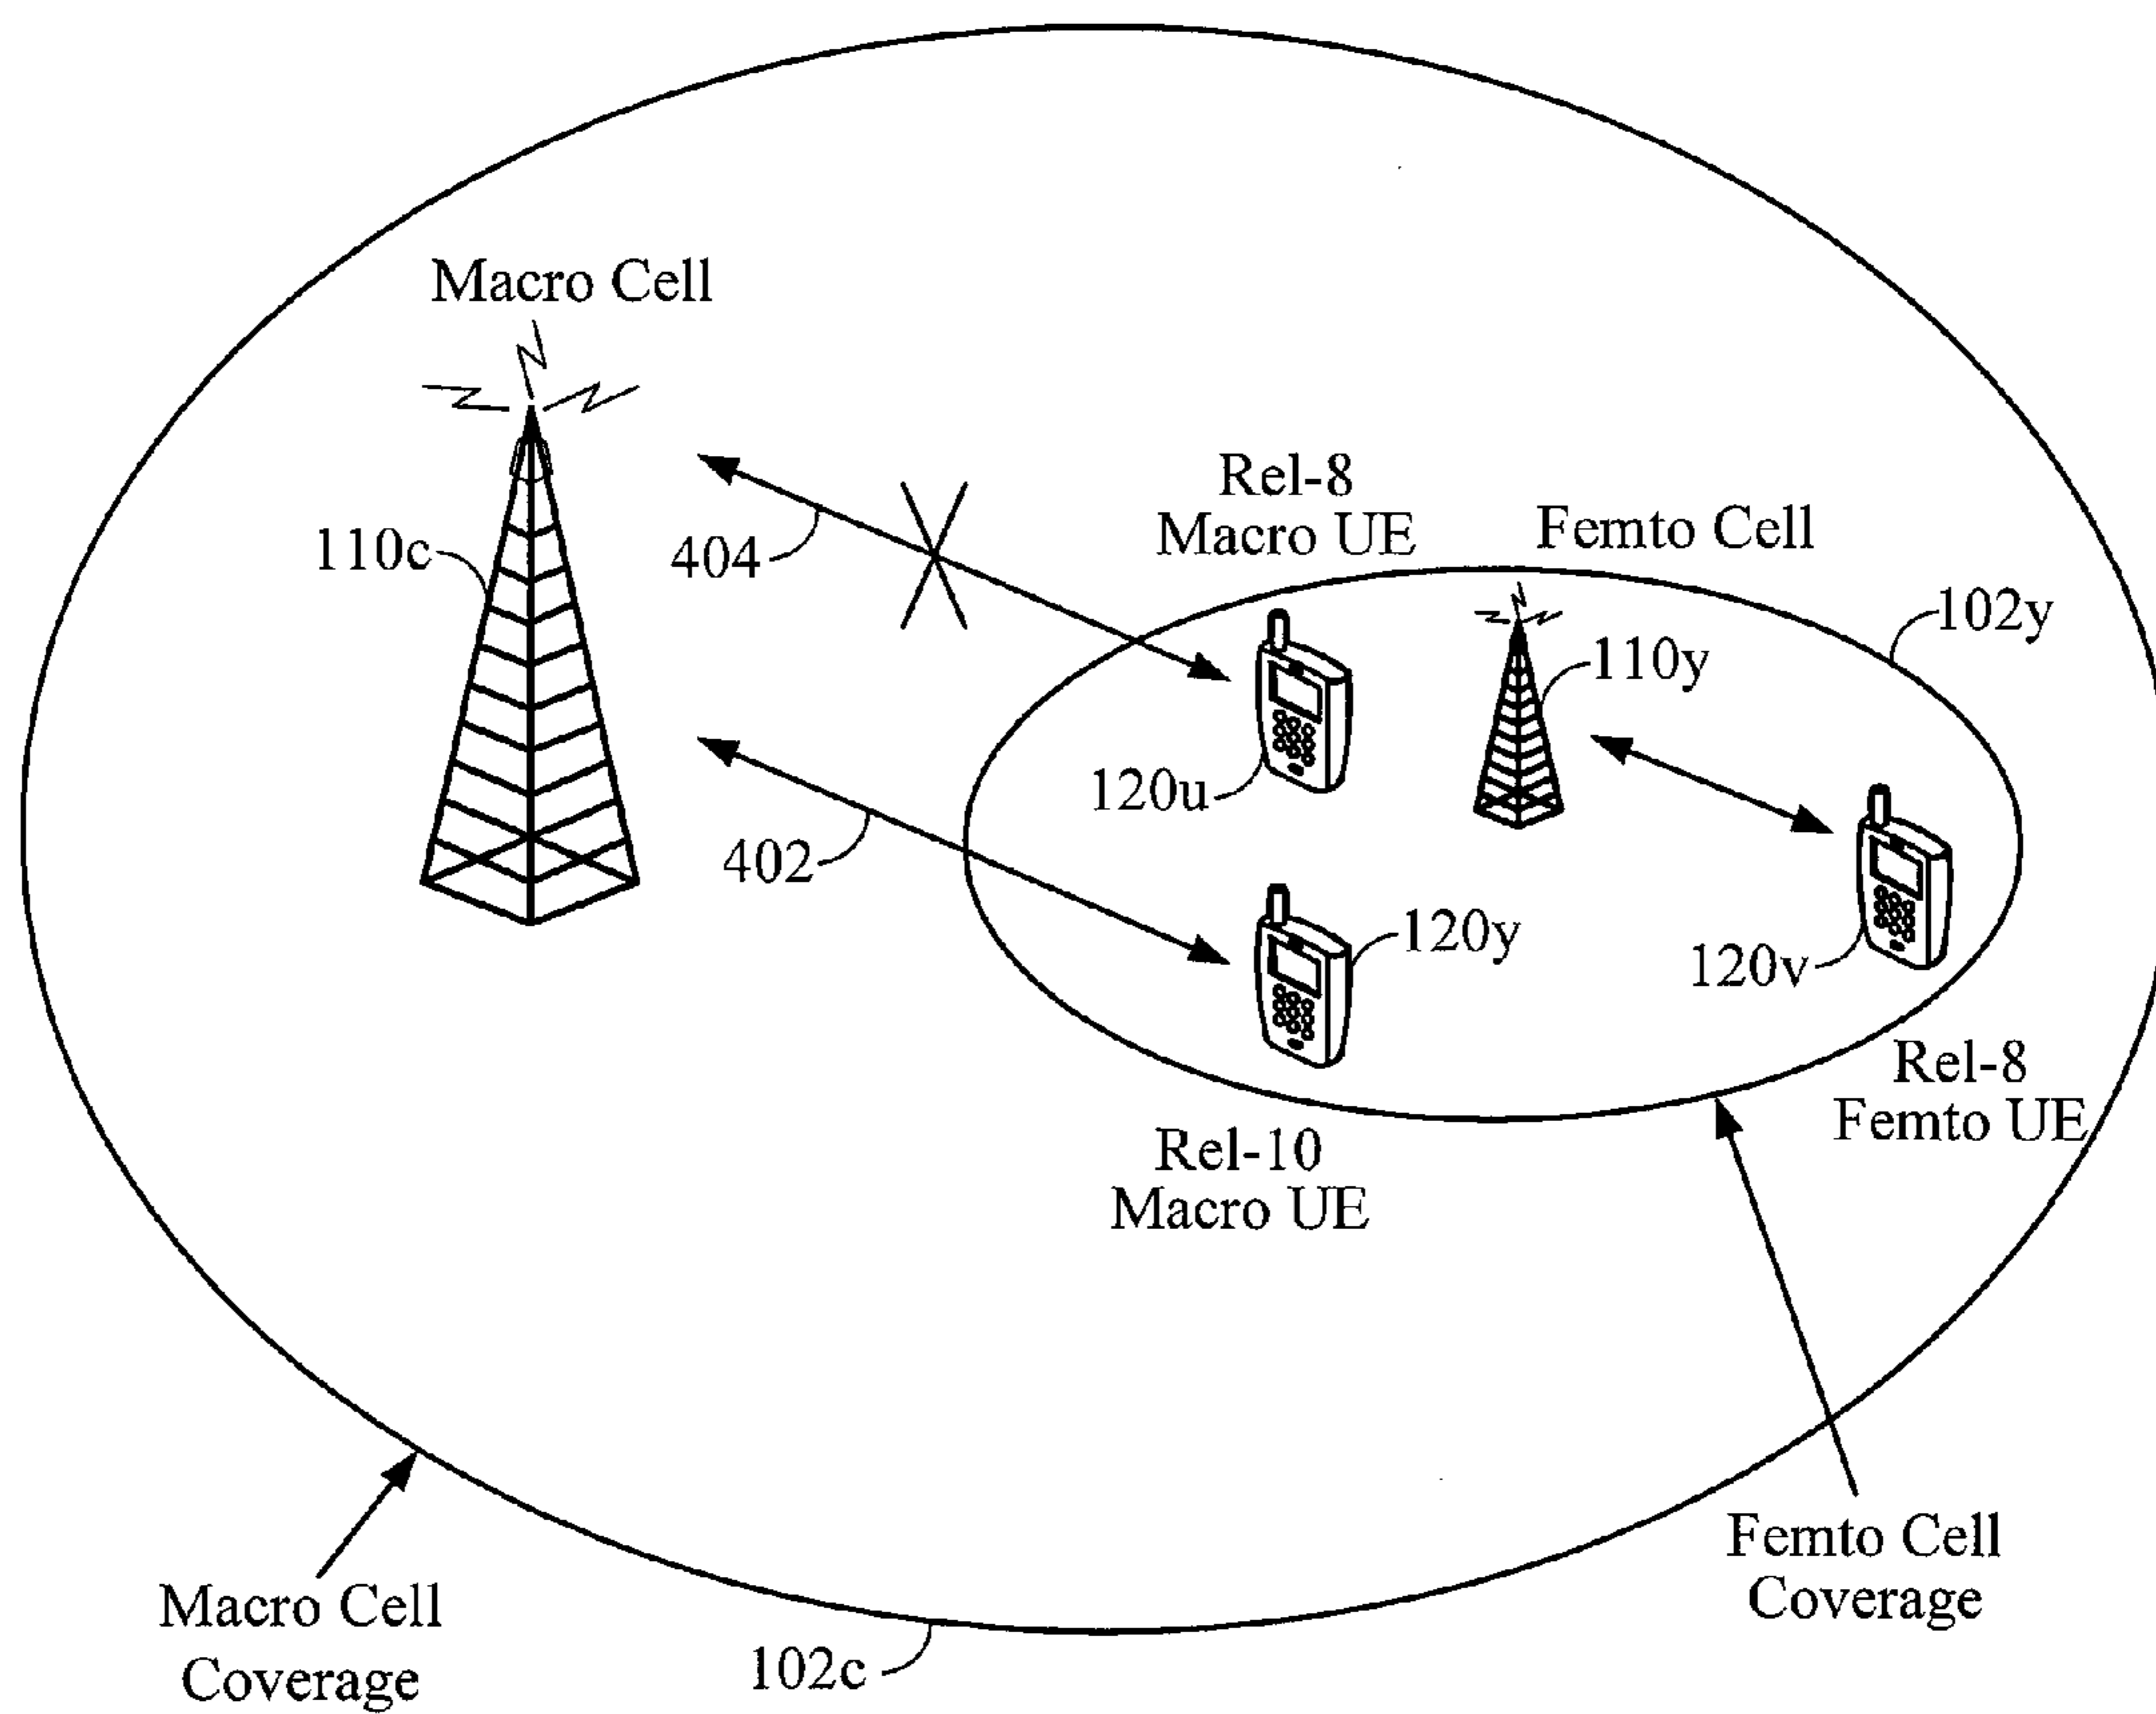 Macro Cell
110c
404
402
Rel-8
Macro UE
Femto Cell
102y
110y
120u
120y
120v
Rel-8
Femto UE
Rel-10
Macro UE
Femto Cell
Coverage
Macro Cell
Coverage
102c